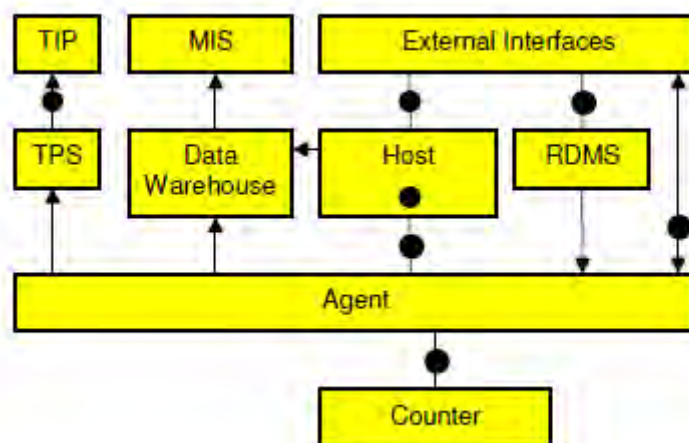 TIP
MIS
External Interfaces
TPS
Data
Warehouse
Host
RDMS
Agent
Counter